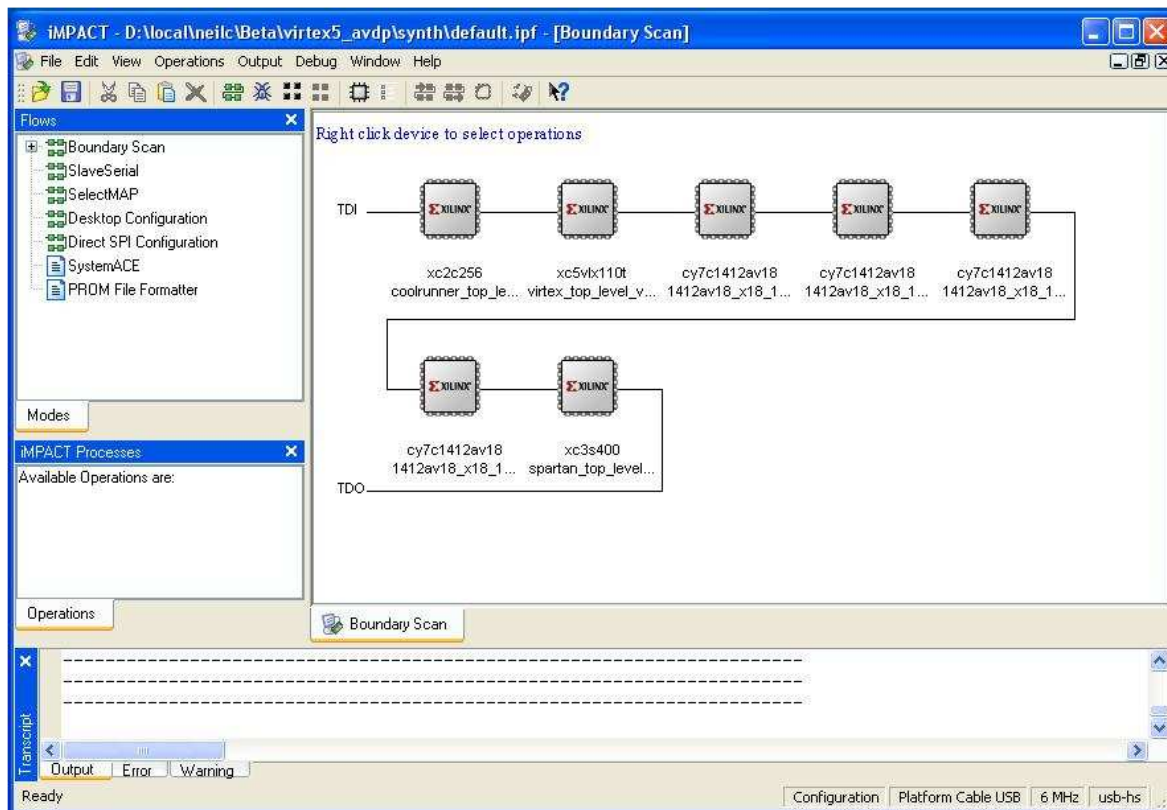 iMPACT - D:\local\neilc\Beta\virtex5_avdp\synth\default.ipf - [Boundary Scan]
File Edit View Operations Output Debug Window Help
Flows
Boundary Scan
SlaveSerial
SelectMAP
Desktop Configuration
Direct SPI Configuration
SystemACE
PROM File Formatter
Modes
iMPACT Processes
Available Operations are:
Operations
Right click device to select operations
TDI
XILINX XILINX XILINX XILINX XILINX
xc2c256 xc5vlx110t cy7c1412av18 cy7c1412av18 cy7c1412av18
coolrunner_top_le... virtex_top_level_v... 1412av18_x18_1... 1412av18_x18_1... 1412av18_x18_1...
XILINX XILINX
cy7c1412av18 xc3s400
1412av18_x18_1... spartan_top_level...
TDO
Boundary Scan
Transcript
----------------------------------------------------------------------
----------------------------------------------------------------------
----------------------------------------------------------------------
Output Error Warning
Ready Configuration Platform Cable USB 6 MHz usb-hs